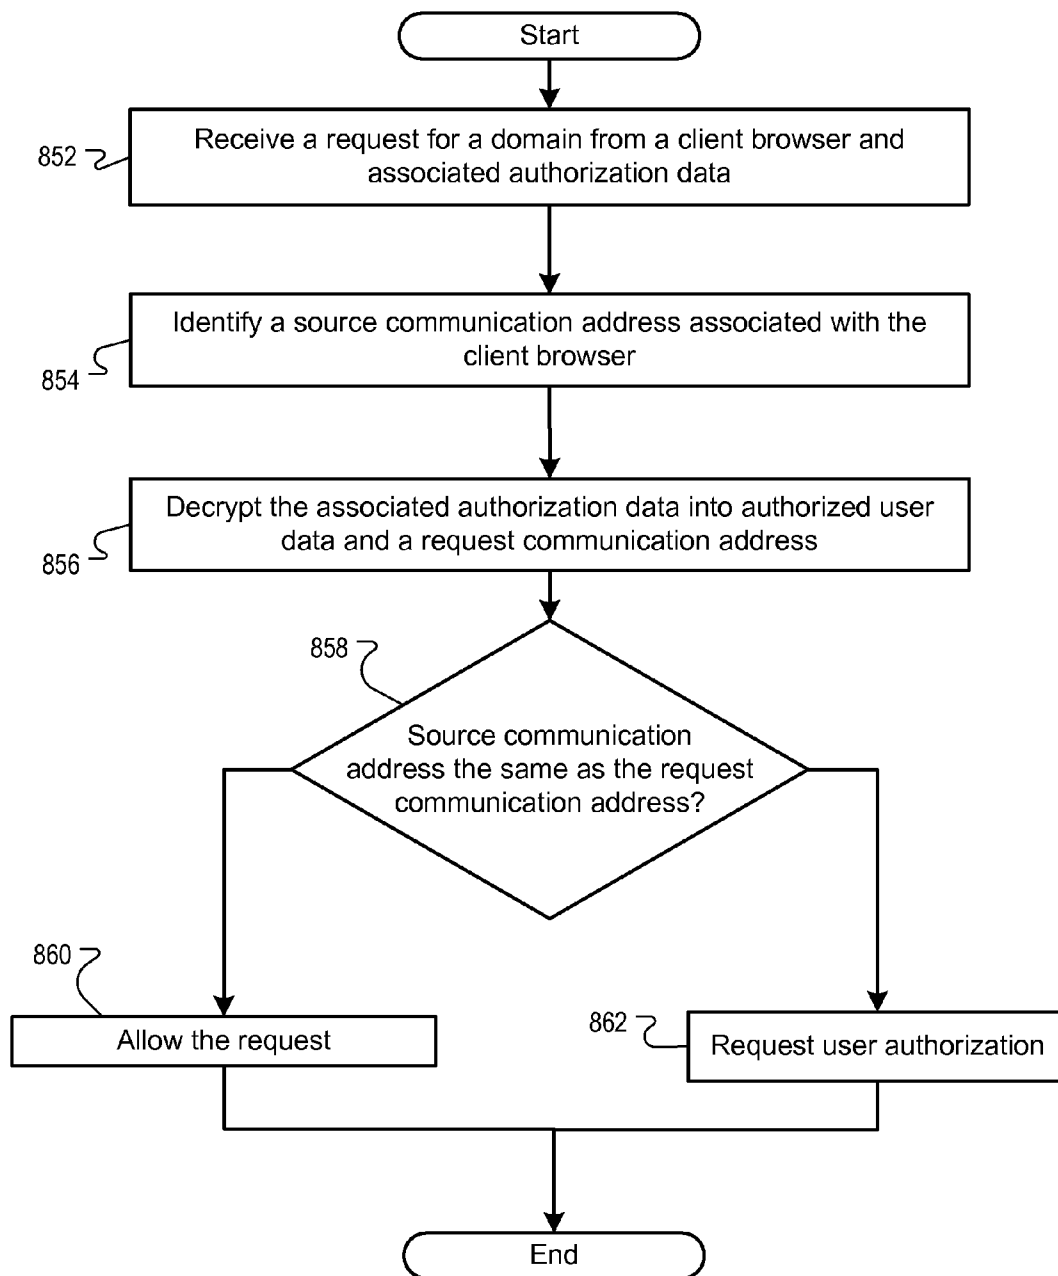 Start
852
Receive a request for a domain from a client browser and
associated authorization data
Identify a source communication address associated with the
client browser
854
Decrypt the associated authorization data into authorized user
data and a request communication address
856
858
Source communication
address the same as the request
communication address?
860
Allow the request
862
Request user authorization
End